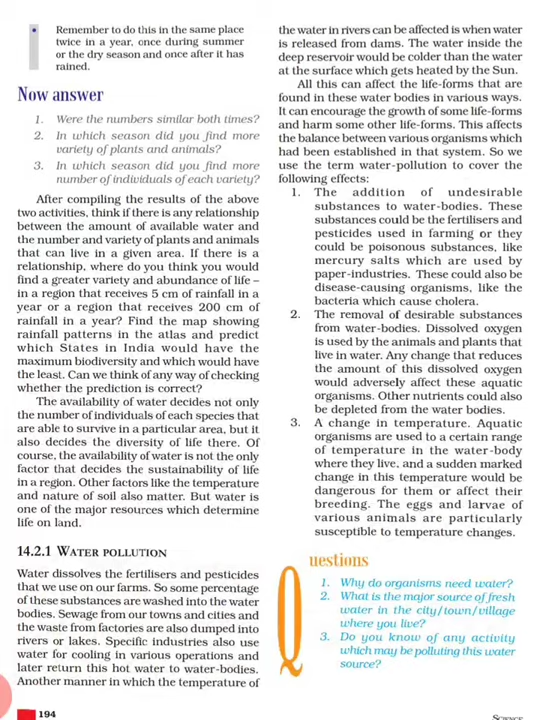 • Remember to do this in the same place
twice in a year, once during summer
or the dry season and once after it has
rained.
Now answer
1. Were the numbers similar both times?
2. In which season did you find more
variety of plants and animals?
3. In which season did you find more
number of individuals of each variety?
After compiling the results of the above
two activities, think if there is any relationship
between the amount of available water and
the number and variety of plants and animals
that can live in a given area. If there is a
relationship, where do you think you would
find a greater variety and abundance of life –
in a region that receives 5 cm of rainfall in a
year or a region that receives 200 cm of
rainfall in a year? Find the map showing
rainfall patterns in the atlas and predict
which States in India would have the
maximum biodiversity and which would have
the least. Can we think of any way of checking
whether the prediction is correct?
The availability of water decides not only
the number of individuals of each species that
are able to survive in a particular area, but it
also decides the diversity of life there. Of
course, the availability of water is not the only
factor that decides the sustainability of life
in a region. Other factors like the temperature
and nature of soil also matter. But water is
one of the major resources which determine
life on land.
14.2.1 WATER POLLUTION
Water dissolves the fertilisers and pesticides
that we use on our farms. So some percentage
of these substances are washed into the water
bodies. Sewage from our towns and cities and
the waste from factories are also dumped into
rivers or lakes. Specific industries also use
water for cooling in various operations and
later return this hot water to water-bodies.
Another manner in which the temperature of
the water in rivers can be affected is when water
is released from dams. The water inside the
deep reservoir would be colder than the water
at the surface which gets heated by the Sun.
All this can affect the life-forms that are
found in these water bodies in various ways.
It can encourage the growth of some life-forms
and harm some other life-forms. This affects
the balance between various organisms which
had been established in that system. So we
use the term water-pollution to cover the
following effects:
1. The addition of undesirable
substances to water-bodies. These
substances could be the fertilisers and
pesticides used in farming or they
could be poisonous substances, like
mercury salts which are used by
paper-industries. These could also be
disease-causing organisms, like the
bacteria which cause cholera.
2. The removal of desirable substances
from water-bodies. Dissolved oxygen
is used by the animals and plants that
live in water. Any change that reduces
the amount of this dissolved oxygen
would adversely affect these aquatic
organisms. Other nutrients could also
be depleted from the water bodies.
3. A change in temperature. Aquatic
organisms are used to a certain range
of temperature in the water-body
where they live, and a sudden marked
change in this temperature would be
dangerous for them or affect their
breeding. The eggs and larvae of
various animals are particularly
susceptible to temperature changes.
Questions
1. Why do organisms need water?
2. What is the major source of fresh
water in the city/town/village
where you live?
3. Do you know of any activity
which may be polluting this water
source?
194
SCIENCE